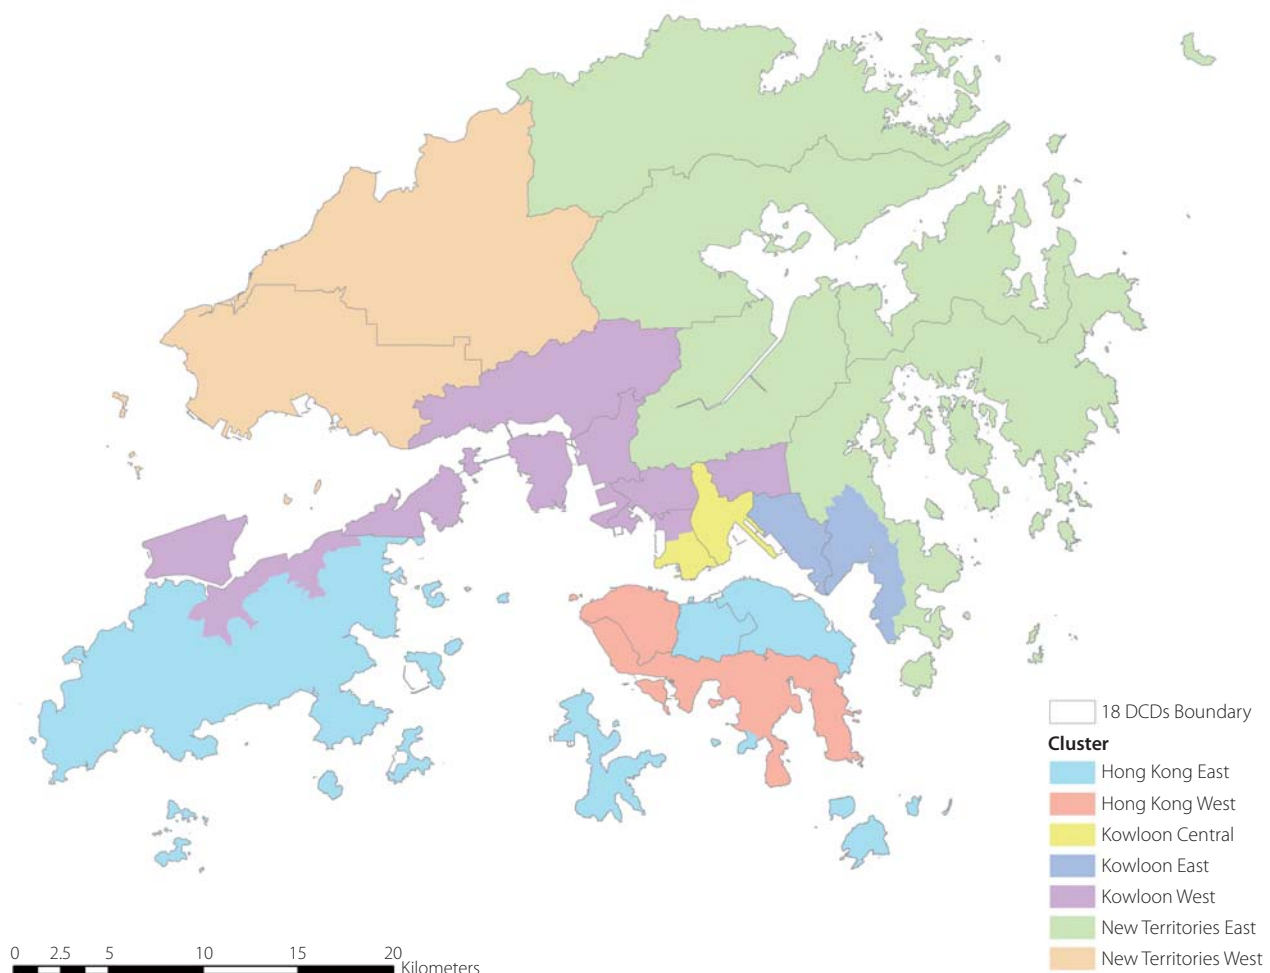 18 DCDs Boundary
Cluster
Hong Kong East
Hong Kong West
Kowloon Central
Kowloon East
Kowloon West
New Territories East
New Territories West
0 2.5 5 10 15 20
Kilometers